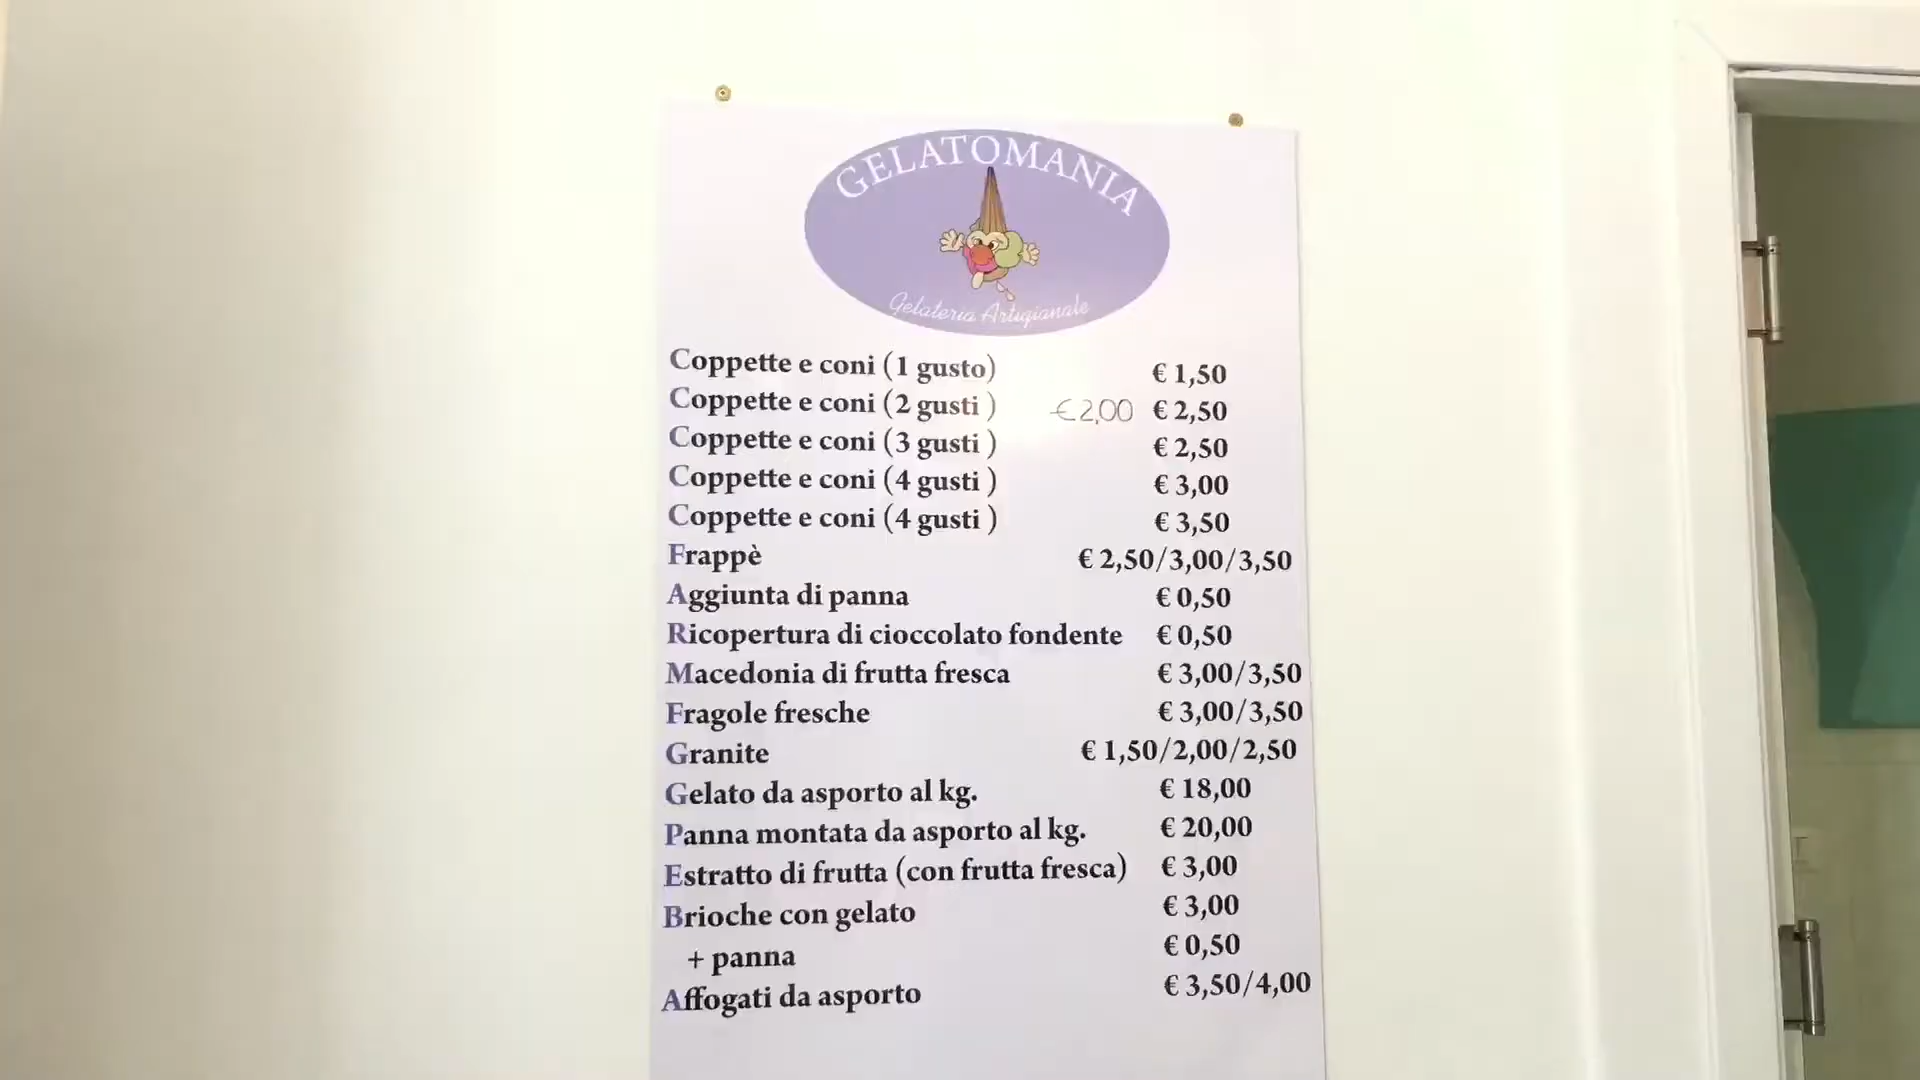 GELATOMANIA
Gelateria Artigianale
Coppette e coni (1 gusto) € 1,50
Coppette e coni (2 gusti ) €2,00 € 2,50
Coppette e coni (3 gusti ) € 2,50
Coppette e coni (4 gusti ) € 3,00
Coppette e coni (4 gusti ) € 3,50
Frappè € 2,50/3,00/3,50
Aggiunta di panna € 0,50
Ricopertura di cioccolato fondente € 0,50
Macedonia di frutta fresca € 3,00/3,50
Fragole fresche € 3,00/3,50
Granite € 1,50/2,00/2,50
Gelato da asporto al kg. € 18,00
Panna montata da asporto al kg. € 20,00
Estratto di frutta (con frutta fresca) € 3,00
Brioche con gelato € 3,00
+ panna € 0,50
Affogati da asporto € 3,50/4,00